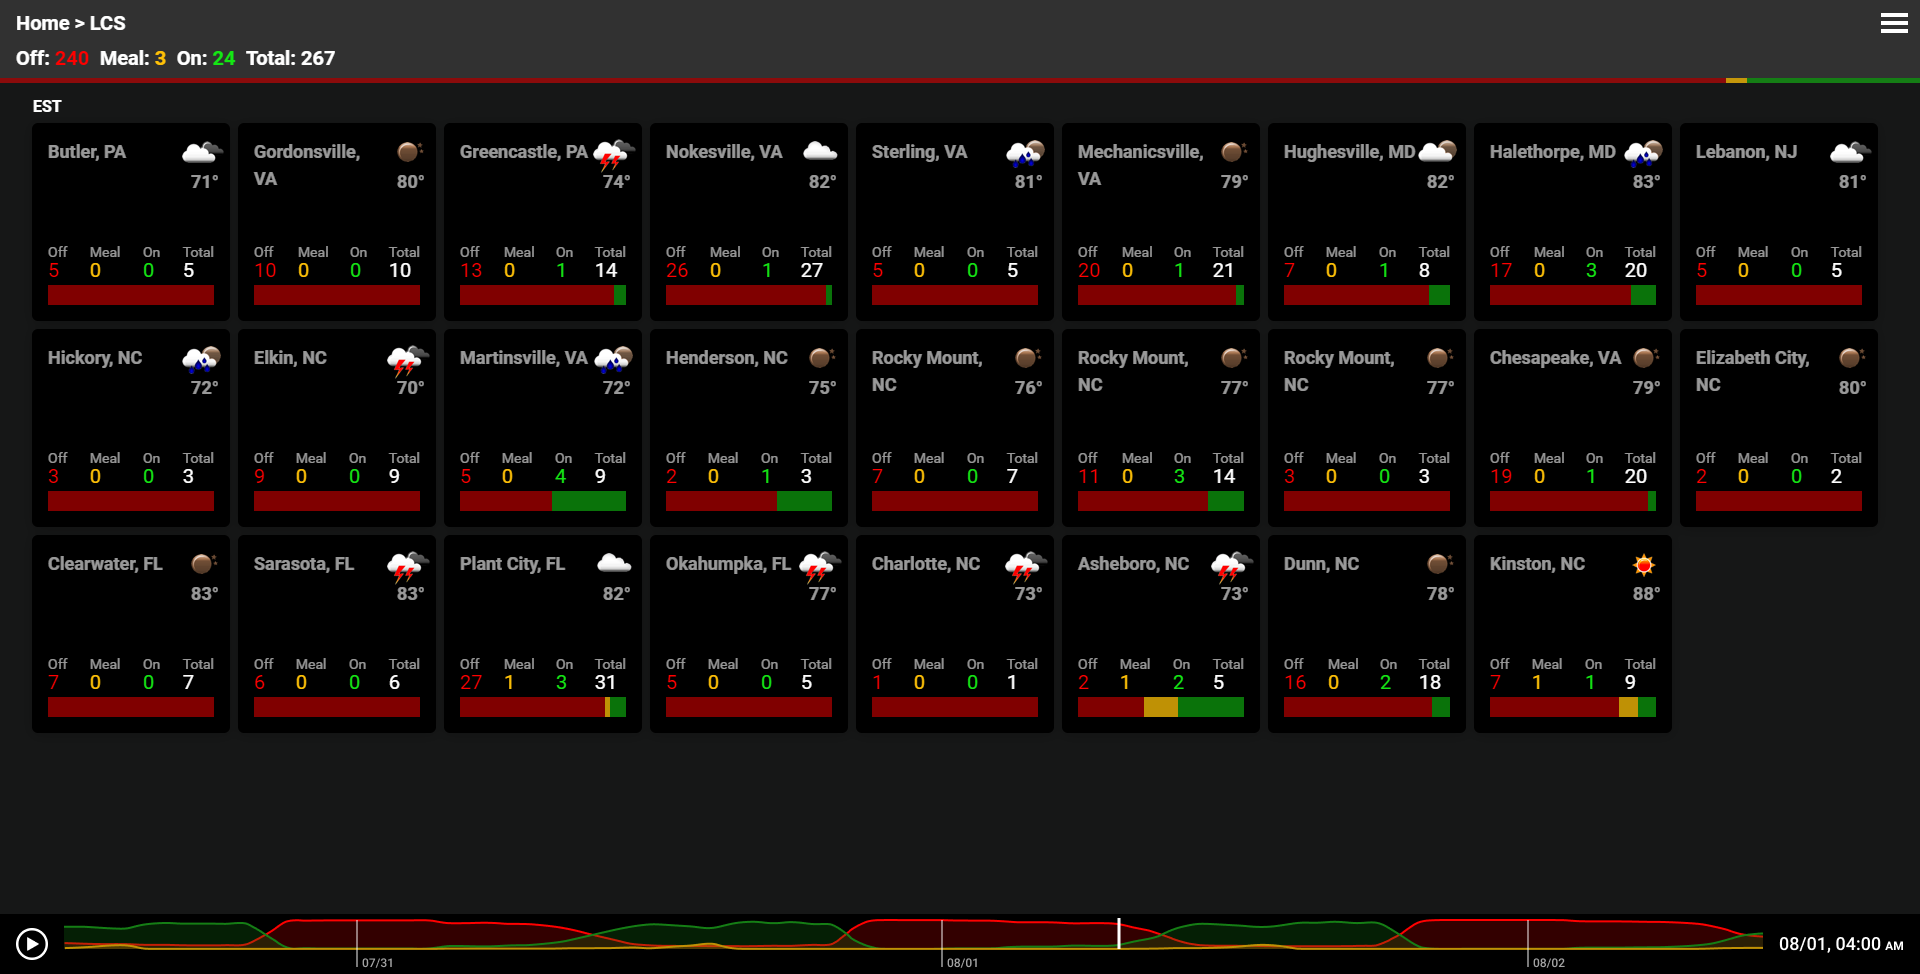 Home > LCS
Off: 240 Meal: 3 On: 24 Total: 267
EST
Butler, PA
71°
Off Meal On Total
5 0 0 5
Gordonsville,
VA
80°
Off Meal On Total
10 0 0 10
Greencastle, PA
74°
Off Meal On Total
13 0 1 14
Nokesville, VA
82°
Off Meal On Total
26 0 1 27
Sterling, VA
81°
Off Meal On Total
5 0 0 5
Mechanicsville,
VA
79°
Off Meal On Total
20 0 1 21
Hughesville, MD
82°
Off Meal On Total
7 0 1 8
Halethorpe, MD
83°
Off Meal On Total
17 0 3 20
Lebanon, NJ
81°
Off Meal On Total
5 0 0 5
Hickory, NC
72°
Off Meal On Total
3 0 0 3
Elkin, NC
70°
Off Meal On Total
9 0 0 9
Martinsville, VA
72°
Off Meal On Total
5 0 4 9
Henderson, NC
75°
Off Meal On Total
2 0 1 3
Rocky Mount,
NC
76°
Off Meal On Total
7 0 0 7
Rocky Mount,
NC
77°
Off Meal On Total
11 0 3 14
Rocky Mount,
NC
77°
Off Meal On Total
3 0 0 3
Chesapeake, VA
79°
Off Meal On Total
19 0 1 20
Elizabeth City,
NC
80°
Off Meal On Total
2 0 0 2
Clearwater, FL
83°
Off Meal On Total
7 0 0 7
Sarasota, FL
83°
Off Meal On Total
6 0 0 6
Plant City, FL
82°
Off Meal On Total
27 1 3 31
Okahumpka, FL
77°
Off Meal On Total
5 0 0 5
Charlotte, NC
73°
Off Meal On Total
1 0 0 1
Asheboro, NC
73°
Off Meal On Total
2 1 2 5
Dunn, NC
78°
Off Meal On Total
16 0 2 18
Kinston, NC
88°
Off Meal On Total
7 1 1 9
07/31
08/01
08/02
08/01, 04:00 AM